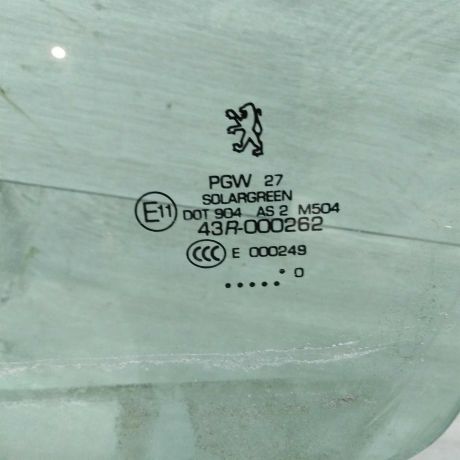 PGW 27
SOLARGREEN
E11 DOT 904 AS 2 M504
43R-000262
CCC E 000249
0